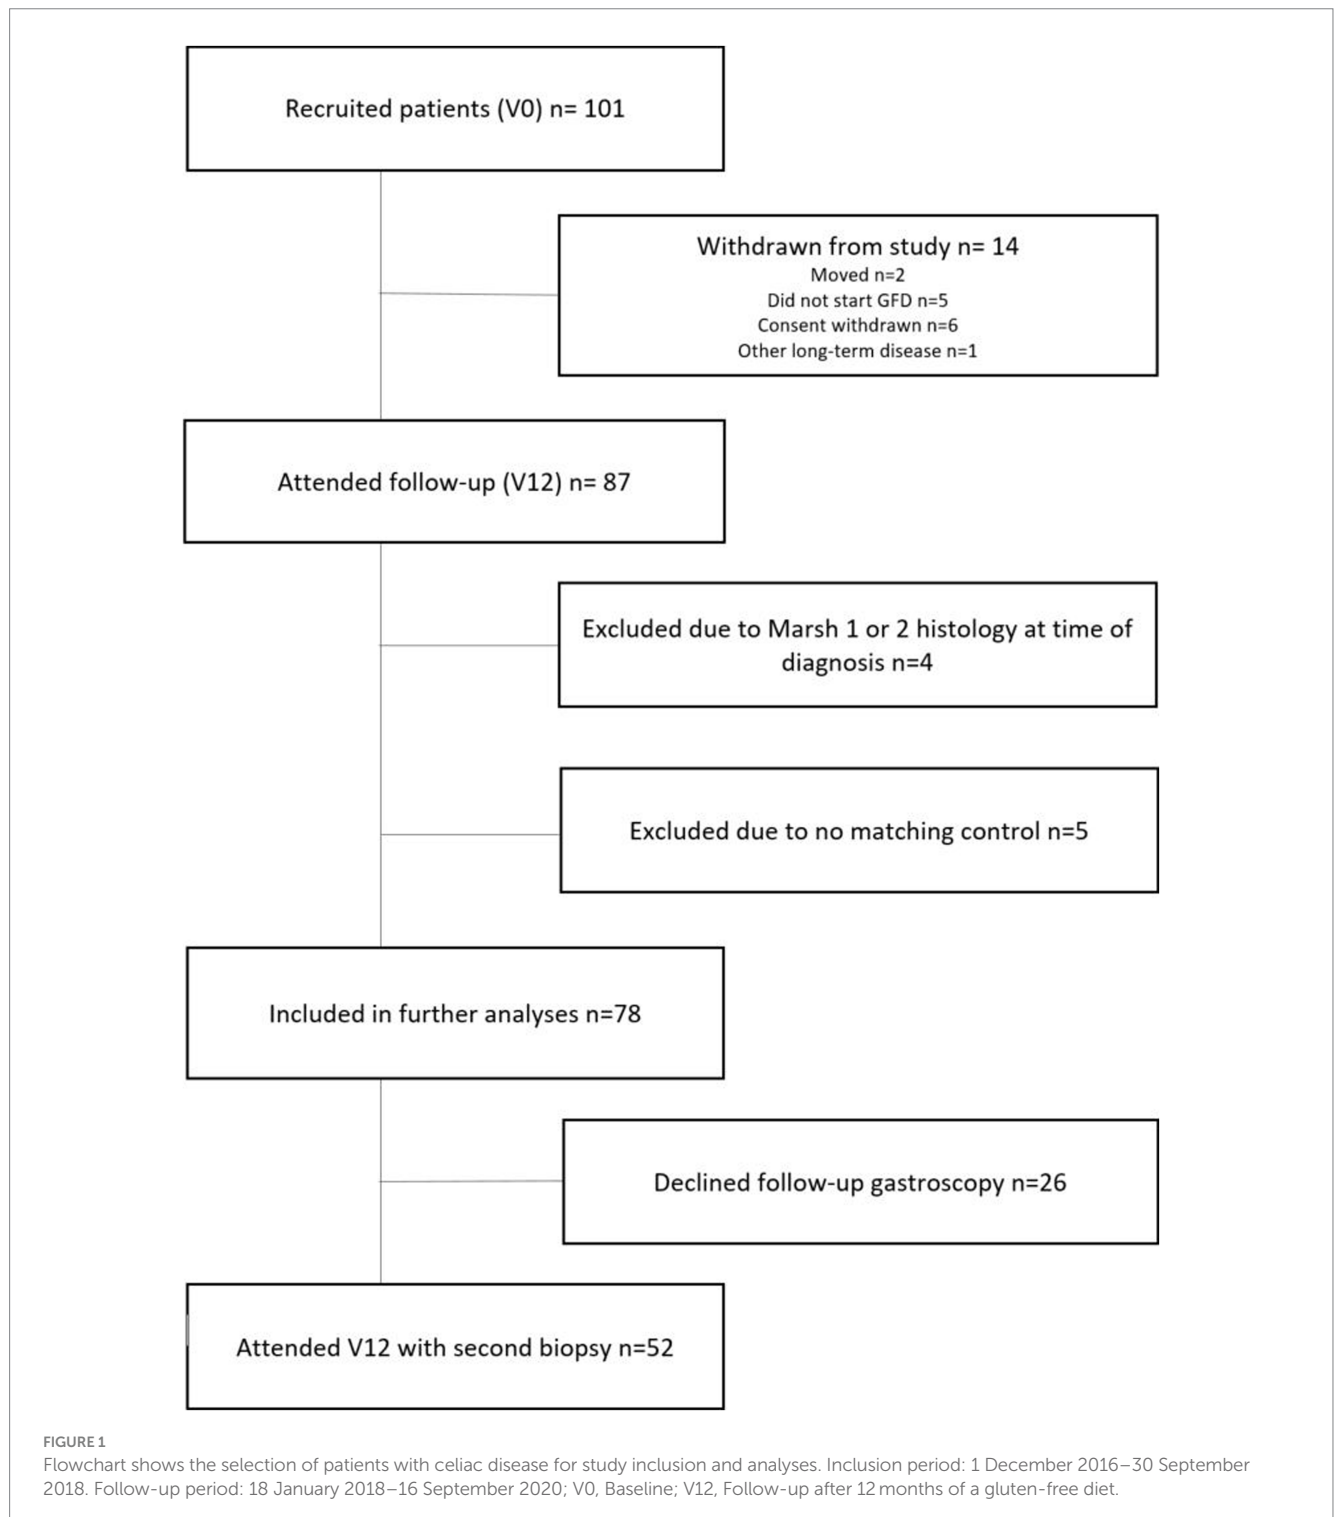 Recruited patients (V0) n= 101
Withdrawn from study n= 14
Moved n=2
Did not start GFD n=5
Consent withdrawn n=6
Other long-term disease n=1
Attended follow-up (V12) n= 87
Excluded due to Marsh 1 or 2 histology at time of
diagnosis n=4
Excluded due to no matching control n=5
Included in further analyses n=78
Declined follow-up gastroscopy n=26
Attended V12 with second biopsy n=52
FIGURE 1
Flowchart shows the selection of patients with celiac disease for study inclusion and analyses. Inclusion period: 1 December 2016–30 September
2018. Follow-up period: 18 January 2018–16 September 2020; V0, Baseline; V12, Follow-up after 12 months of a gluten-free diet.